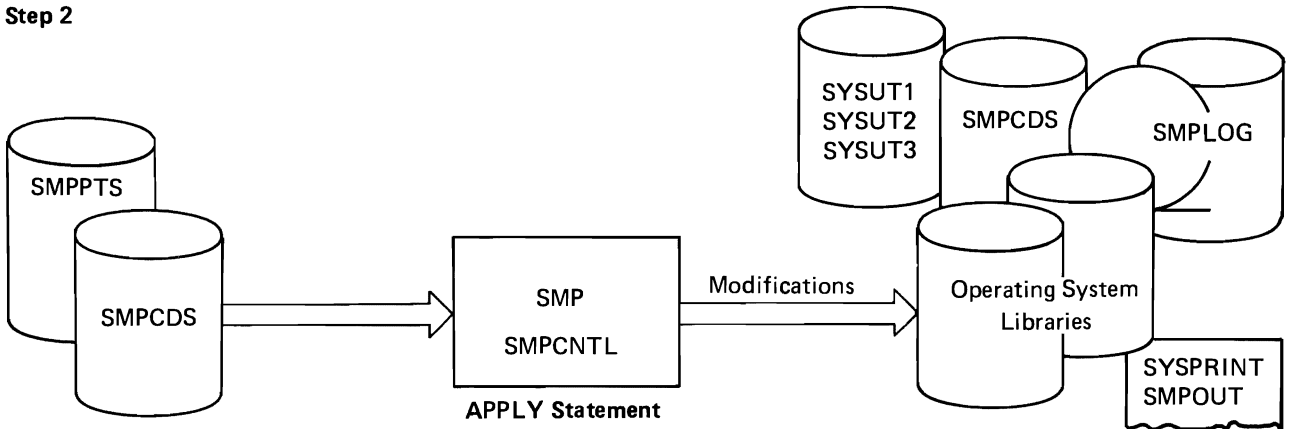 Step 2
SMPPTS
SMPCDS
SMP
SMPCNTL
APPLY Statement
Modifications
SYSUT1
SYSUT2
SYSUT3
SMPCDS
SMPLOG
Operating System
Libraries
SYSPRINT
SMPOUT